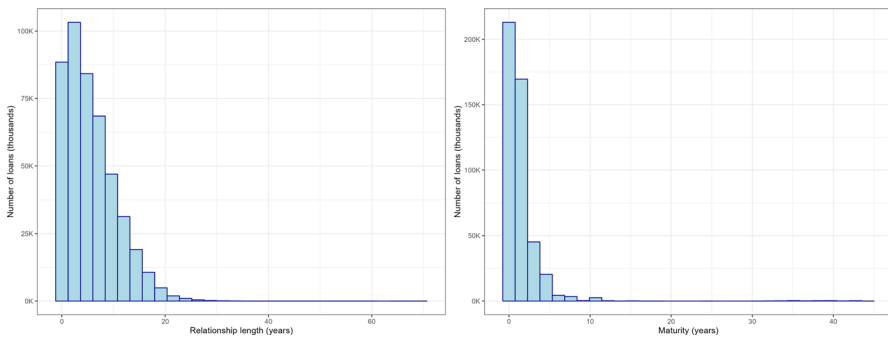 Number of loans (thousands)
100K
75K
50K
25K
0K
0
20
40
60
Relationship length (years)
Number of loans (thousands)
200K
150K
100K
50K
0K
0
10
20
30
40
Maturity (years)